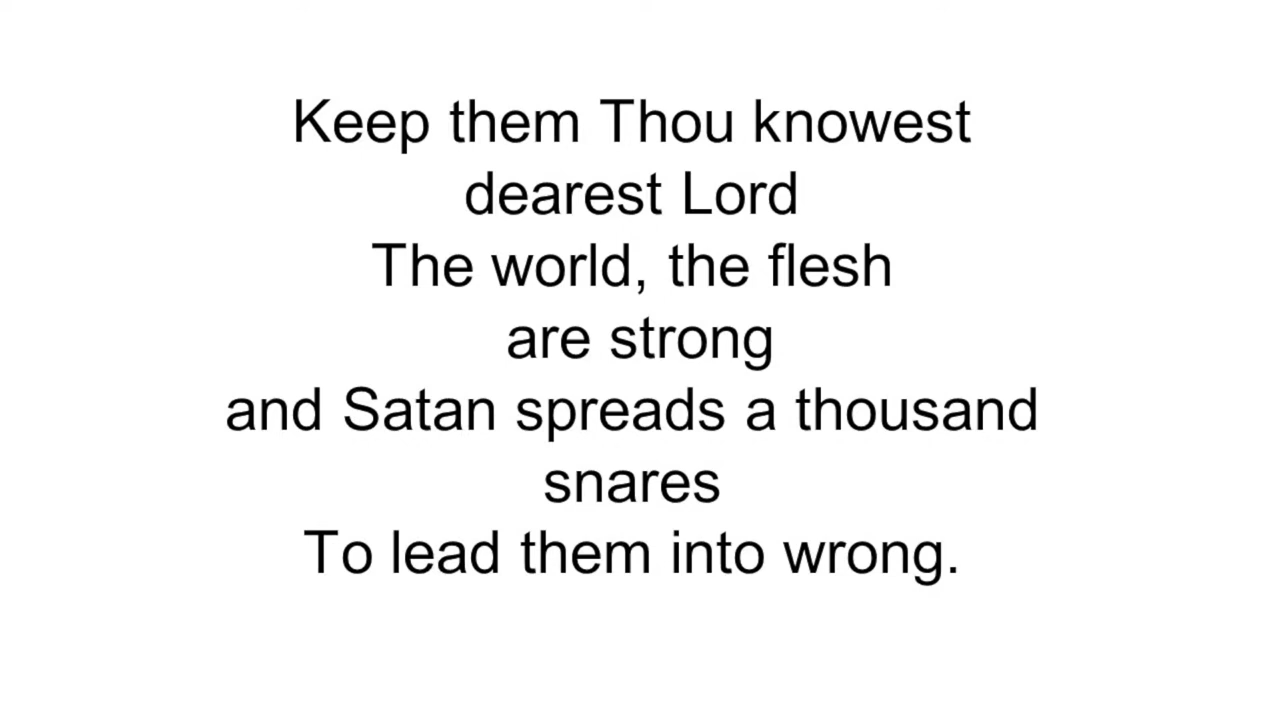 Keep them Thou knowest
dearest Lord
The world, the flesh
are strong
and Satan spreads a thousand
snares
To lead them into wrong.